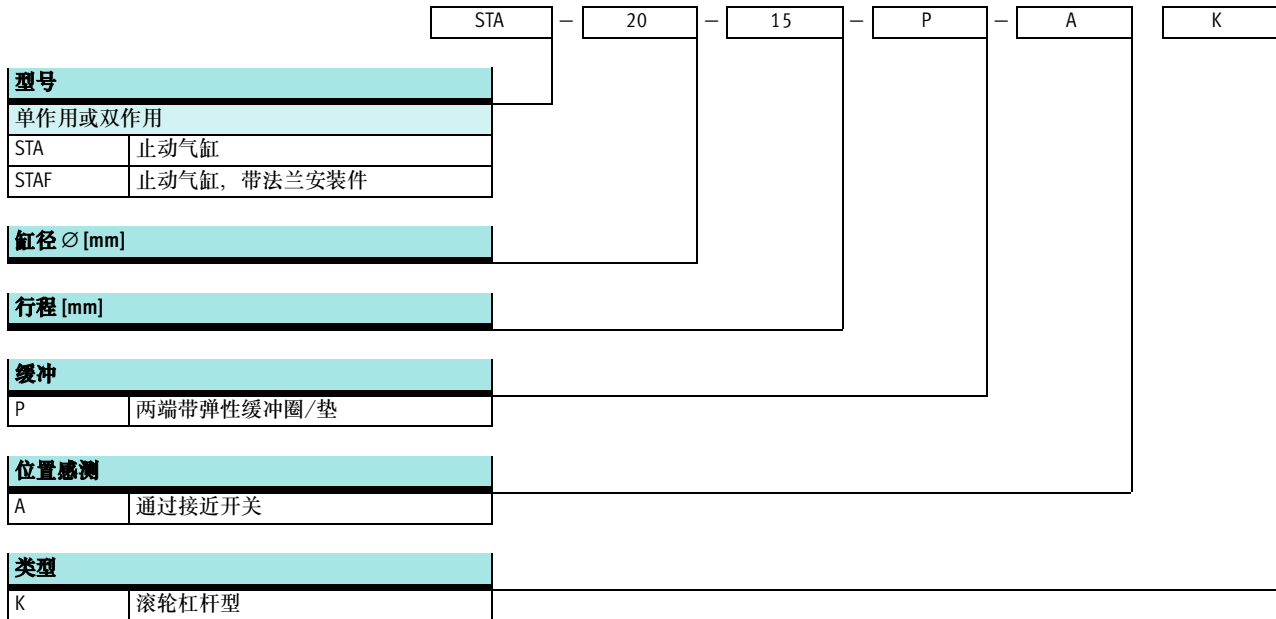 STA — 20 — 15 — P — A K
型号
单作用或双作用
STA 止动气缸
STAF 止动气缸，带法兰安装件
缸径 ∅ [mm]
行程 [mm]
缓冲
P 两端带弹性缓冲圈/垫
位置感测
A 通过接近开关
类型
K 滚轮杠杆型